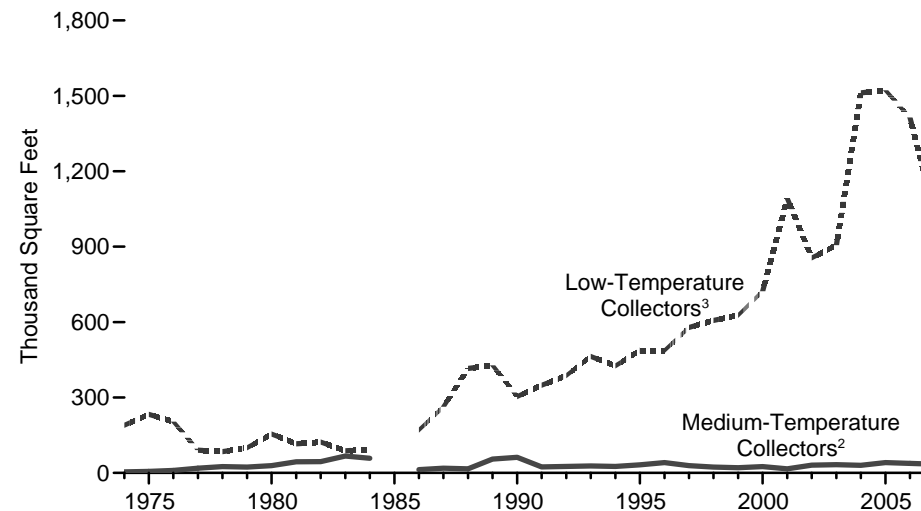 1,800
1,500
1,200
900
600
300
0
Thousand Square Feet
Low-Temperature
Collectors³
Medium-Temperature
Collectors²
1975 1980 1985 1990 1995 2000 2005